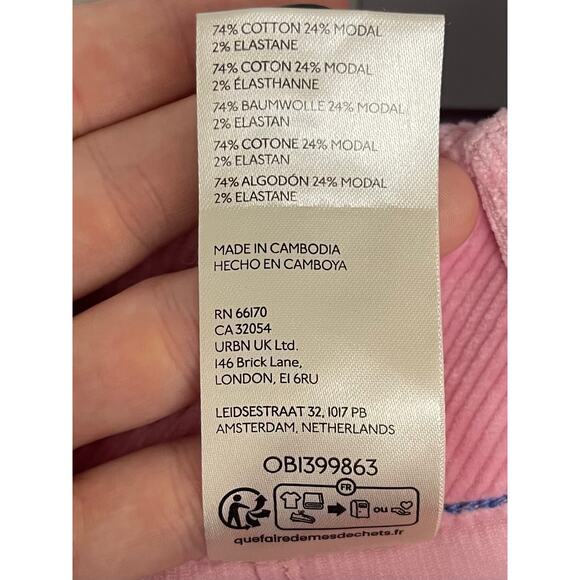 74% COTTON 24% MODAL
2% ELASTANE
74% COTON 24% MODAL
2% ÉLASTHANNE
74% BAUMWOLLE 24% MODAL
2% ELASTAN
74% COTONE 24% MODAL
2% ELASTAN
74% ALGODÓN 24% MODAL
2% ELASTANE
MADE IN CAMBODIA
HECHO EN CAMBOYA
RN 66170
CA 32054
URBN UK Ltd.
146 Brick Lane,
LONDON, E1 6RU
LEIDSESTRAAT 32, 1017 PB
AMSTERDAM, NETHERLANDS
OB1399863
FR
ou
quefairedemesdechets.fr